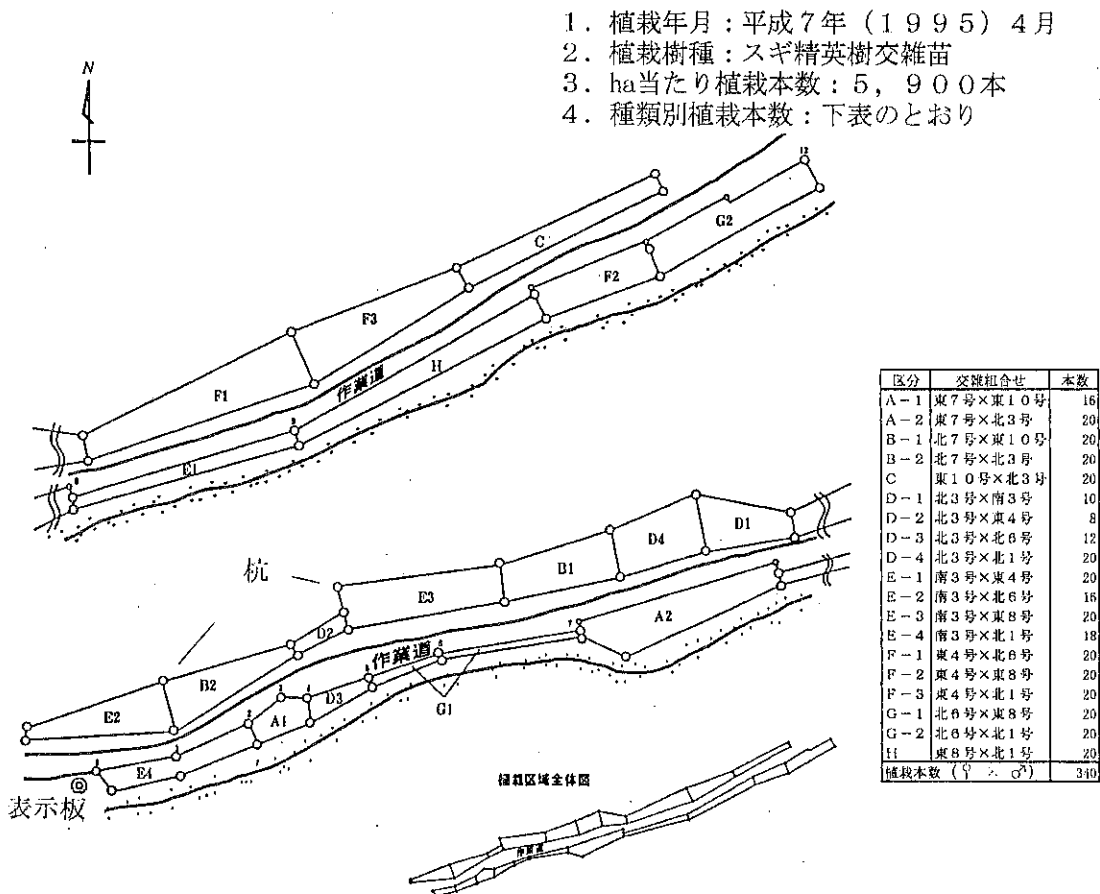 1．植栽年月：平成7年（1995）4月
2．植栽樹種：スギ精英樹交雑苗
3．ha当たり植栽本数：5，900本
4．種類別植栽本数：下表のとおり
N
12
C
G2
F2
F3
作業道
H
F1
9
E1
8
区分 交雑組合せ 本数
A-1 東7号×東10号 16
A-2 東7号×北3号 20
B-1 北7号×東10号 20
B-2 北7号×北3号 20
C 東10号×北3号 20
D-1 北3号×南3号 10
D-2 北3号×東4号 8
D-3 北3号×北6号 12
D-4 北3号×北1号 20
E-1 南3号×東4号 20
E-2 南3号×北6号 16
E-3 南3号×東8号 20
E-4 南3号×北1号 18
F-1 東4号×北6号 20
F-2 東4号×東8号 20
F-3 東4号×北1号 20
G-1 北6号×東8号 20
G-2 北6号×北1号 20
H 東8号×北1号 20
植栽本数（♀×♂） 340
D1
D4
B1
杭
E3
D2
A2
7
作業道
B2
D3
G1
E2
A1
2
3
4
1
E4
表示板
植栽区域全体図
作業道